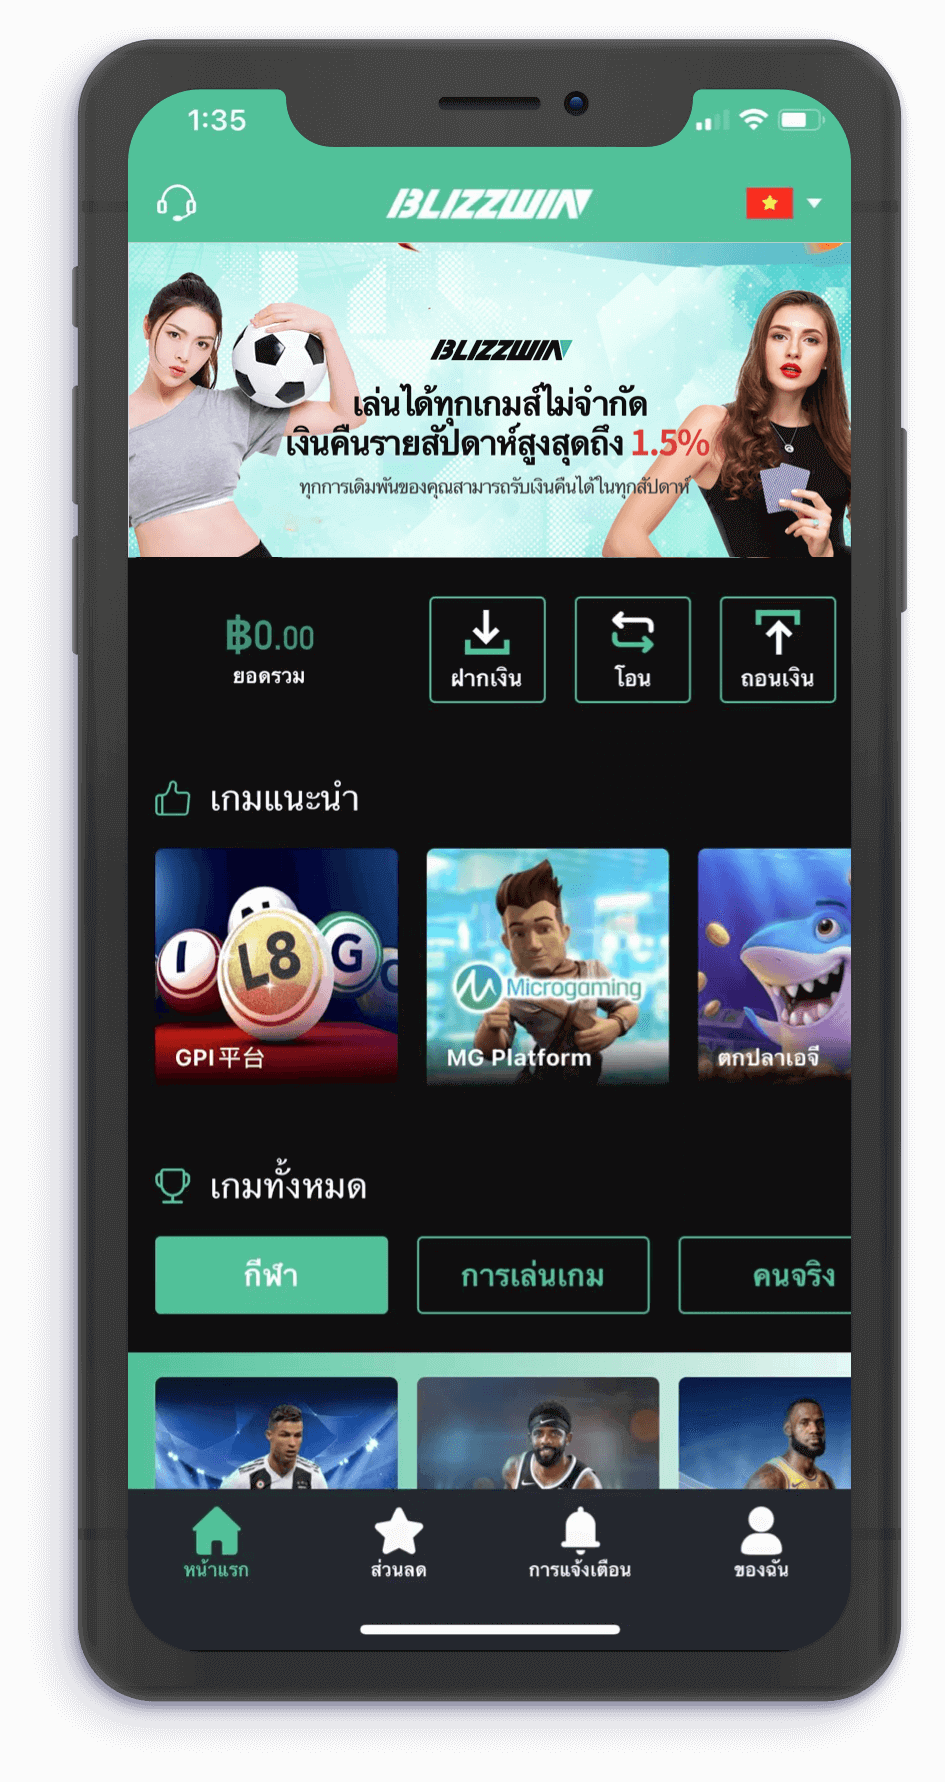 1:35
BLIZZWIN
BLIZZWIN
เล่นได้ทุกเกมส์ไม่จำกัด
เงินคืนรายสัปดาห์สูงสุดถึง 1.5%
ทุกการเดิมพันของคุณสามารถรับเงินคืนได้ในทุกสัปดาห์
฿0.00
ยอดรวม
ฝากเงิน
โอน
ถอนเงิน
เกมแนะนำ
I N L8 G
GPI平台
Microgaming
MG Platform
ตกปลาเอจี
เกมทั้งหมด
กีฬา
การเล่นเกม
คนจริง
หน้าแรก
ส่วนลด
การแจ้งเตือน
ของฉัน